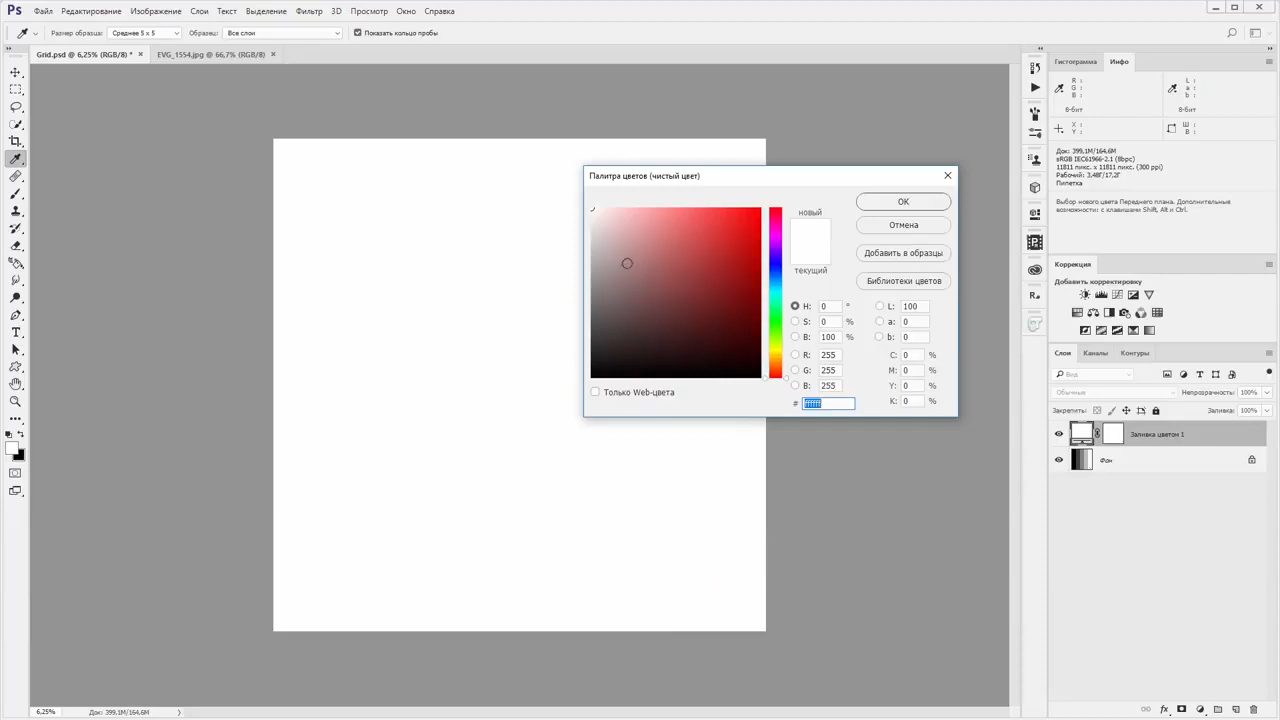 Ps Файл Редактирование Изображение Слои Текст Выделение Фильтр 3D Просмотр Окно Справка
Размер образца: Среднее 5 x 5 Образец: Все слои Показать кольцо пробы
Grid.psd @ 6,25% (RGB/8) * × EVG_1554.jpg @ 66,7% (RGB/8) ×
Гистограмма Инфо
R :
G :
B :
L :
a :
b :
8-бит 8-бит
X :
Y :
Ш :
В :
Док: 399,1M/164,6M
sRGB IEC61966-2.1 (8bpc)
11811 пикс. x 11811 пикс. (300 ppi)
Рабочий: 3,48Г/17,2Г
Пипетка
Выбор нового цвета Переднего плана. Дополнительные
возможности: с клавишами Shift, Alt и Ctrl.
Коррекция
Добавить корректировку
Слои Каналы Контуры
Вид
Обычные Непрозрачность: 100%
Закрепить: Заливка: 100%
Заливка цветом 1
Фон
Палитра цветов (чистый цвет)
новый
текущий
OK
Отмена
Добавить в образцы
Библиотеки цветов
H: 0 ° L: 100
S: 0 % a: 0
B: 100 % b: 0
R: 255 C: 0 %
G: 255 M: 0 %
B: 255 Y: 0 %
# ffffff K: 0 %
Только Web-цвета
6,25% Док: 399,1M/164,6M